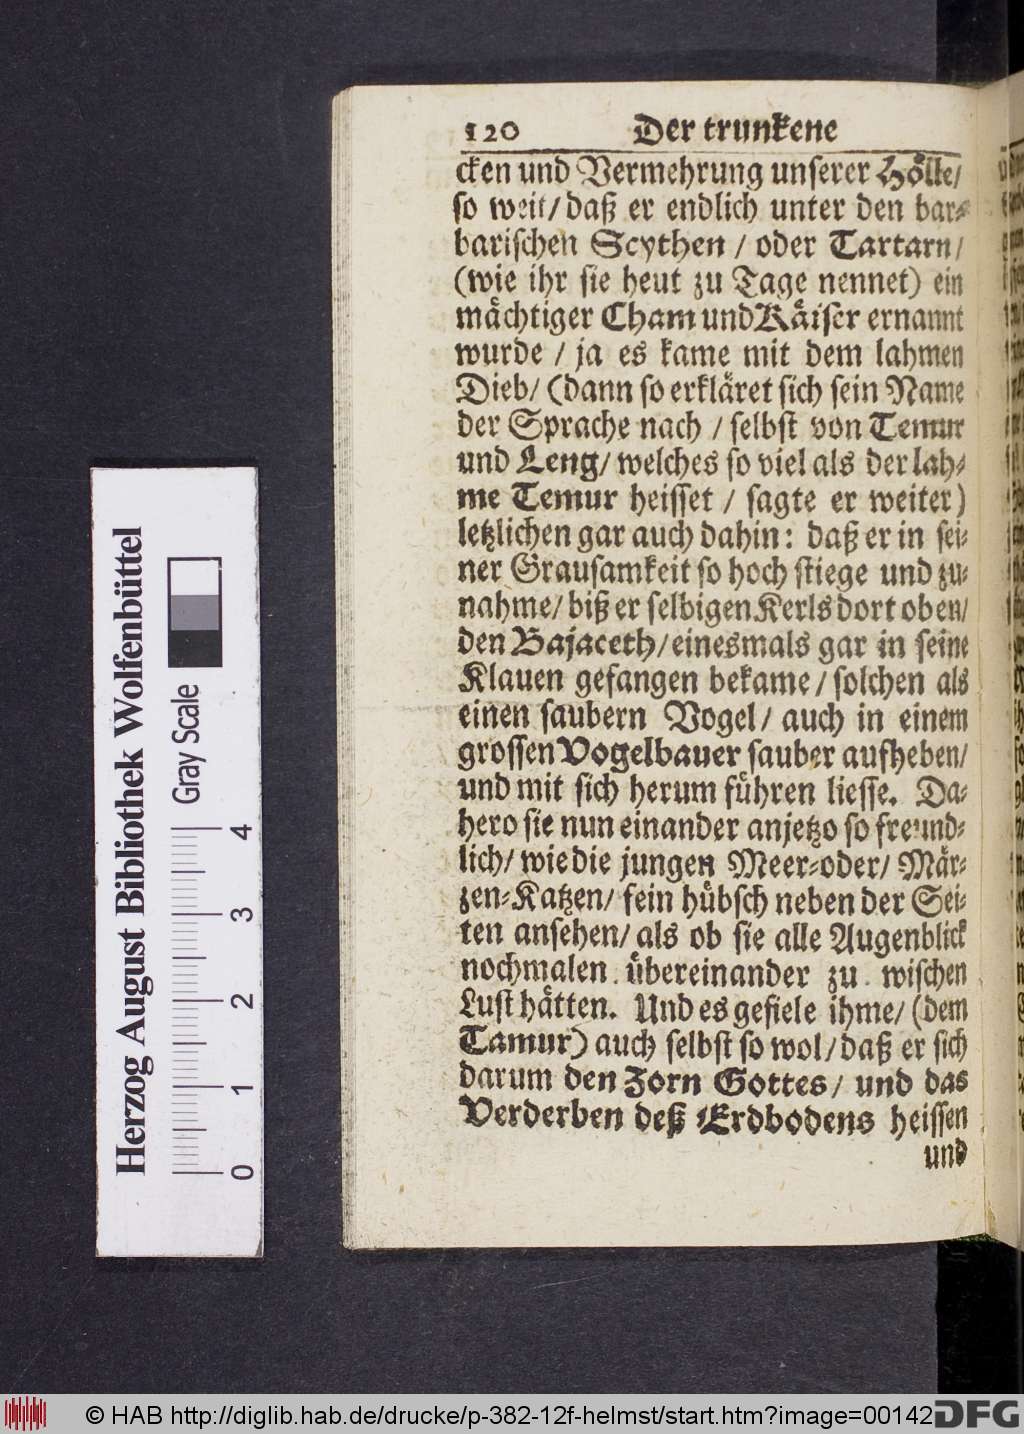 120 Der trunkene
cken und Vermehrung unserer Hölle/
so weit/ daß er endlich unter den bar-
barischen Scythen / oder Tartarn/
(wie ihr sie heut zu Tage nennet) ein
mächtiger Cham und Käiser ernannt
wurde / ja es kame mit dem lahmen
Dieb/ (dann so erkläret sich sein Name
der Sprache nach / selbst von Temur
und Leng/ welches so viel als der lah-
me Temur heisset / sagte er weiter)
letzlichen gar auch dahin: daß er in sei-
ner Grausamkeit so hoch stiege und zu-
nahme/ biß er selbigen Kerls dort oben/
den Bajaceth/ einesmals gar in seine
Klauen gefangen bekame/ solchen als
einen saubern Vogel/ auch in einem
grossen Vogelbauer sauber aufheben/
und mit sich herum führen liesse. Da-
hero sie nun einander anjetzo so freund-
lich/ wie die jungen Meer-oder/ Mär-
zen-Katzen/ fein hübsch neben der Sei-
ten ansehen/ als ob sie alle Augenblick
nochmalen übereinander zu wischen
Lust hätten. Und es gefiele ihme/ (dem
Tamur) auch selbst so wol/ daß er sich
darum den Zorn Gottes/ und das
Verderben deß Erdbodens heissen
und
Herzog August Bibliothek Wolfenbüttel
Gray Scale
0 1 2 3 4
© HAB http://diglib.hab.de/drucke/p-382-12f-helmst/start.htm?image=00142
DFG